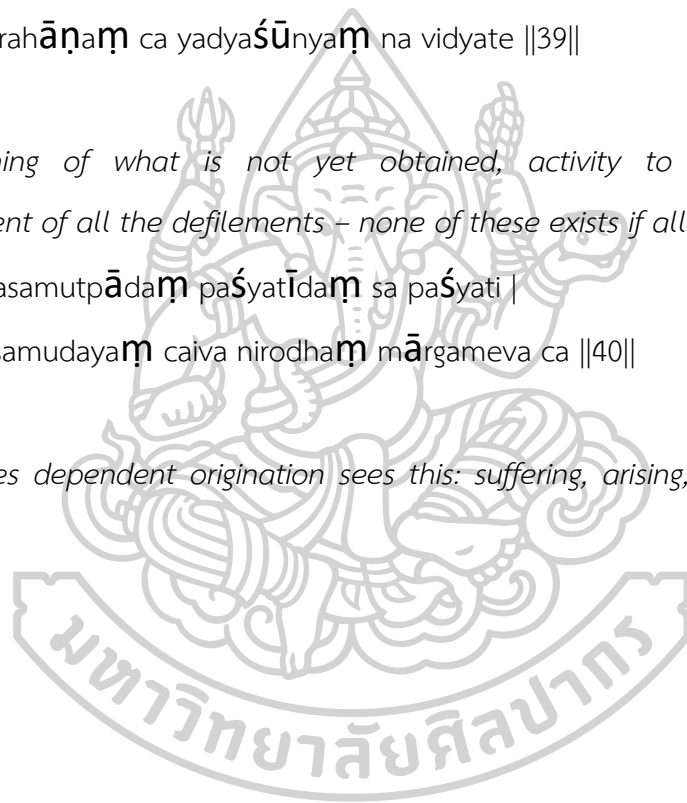 rahāṇaṃ ca yadyaśūnyaṃ na vidyate ||39||
ning of what is not yet obtained, activity to
ent of all the defilements – none of these exists if all
asamutpādaṃ paśyatīdaṃ sa paśyati |
samudayaṃ caiva nirodhaṃ mārgameva ca ||40||
es dependent origination sees this: suffering, arising,
มหาวิทยาลัยศิลปากร